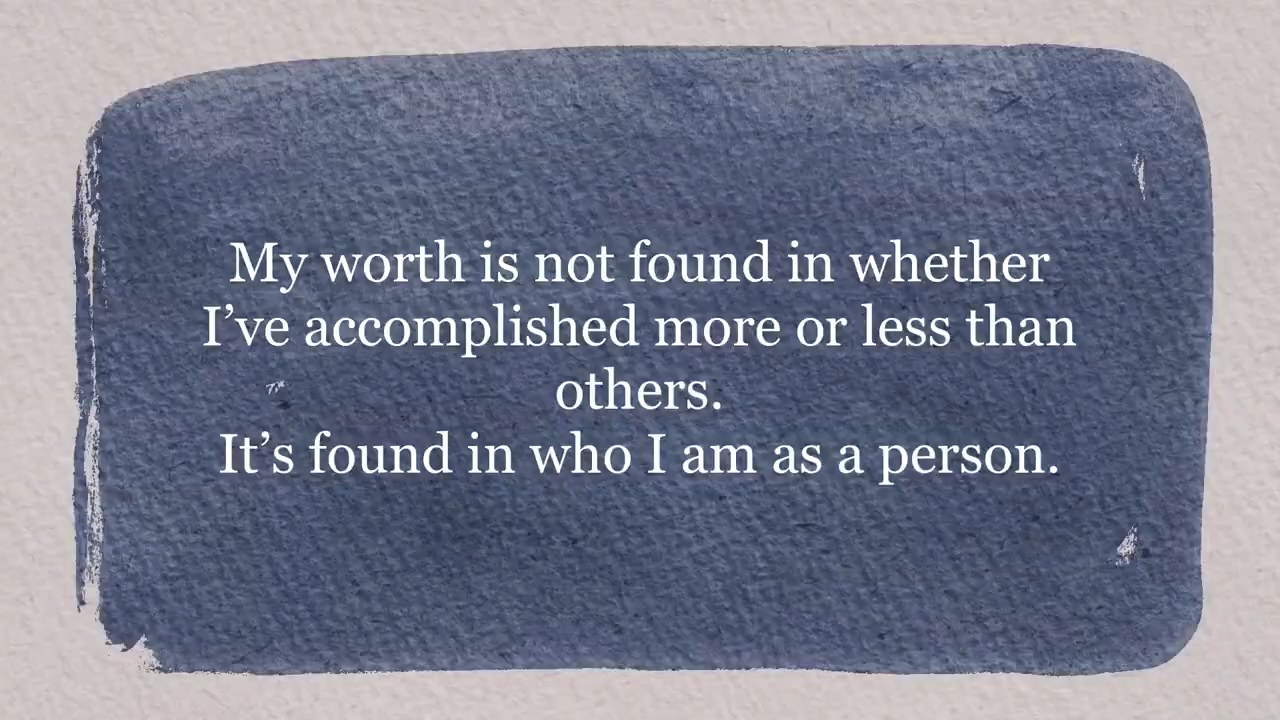 My worth is not found in whether
I’ve accomplished more or less than
others.
It’s found in who I am as a person.